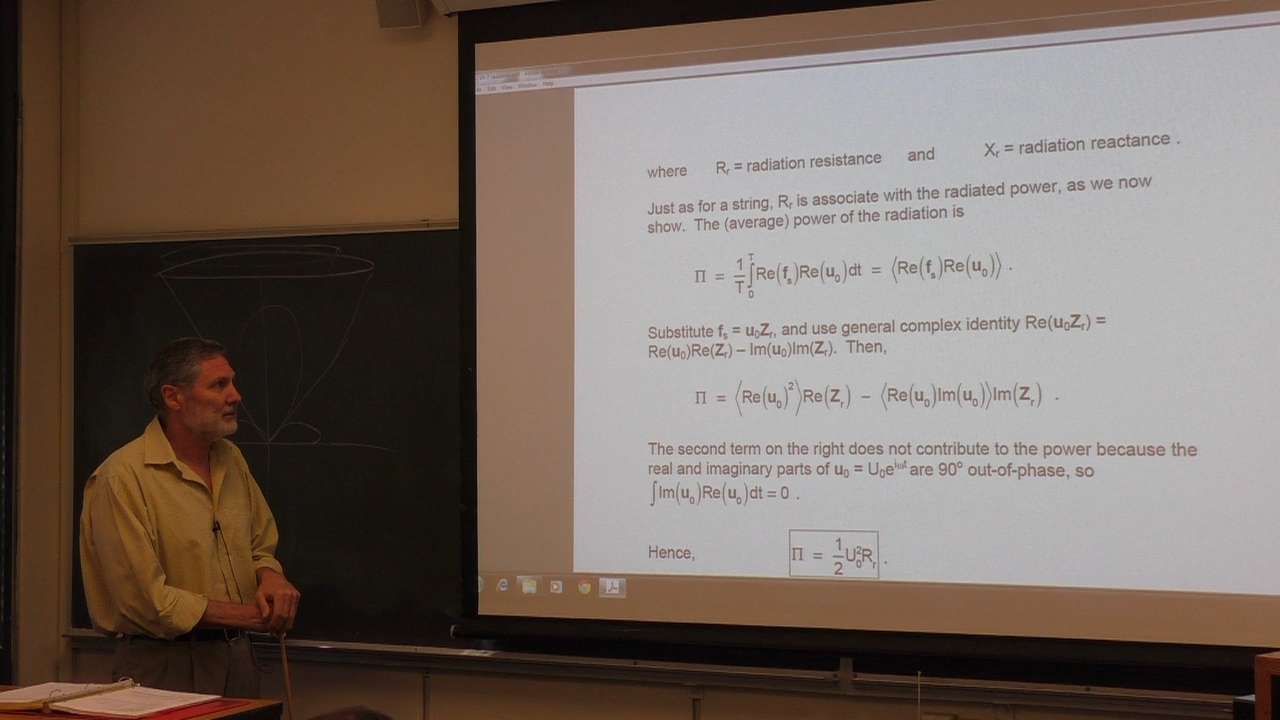 Edit View Window Help
where R_r = radiation resistance and X_r = radiation reactance .
Just as for a string, R_r is associate with the radiated power, as we now
show. The (average) power of the radiation is
Π = 1/T ∫_0^T Re(f_s)Re(u_0)dt = ⟨Re(f_s)Re(u_0)⟩ .
Substitute f_s = u_0Z_r, and use general complex identity Re(u_0Z_r) =
Re(u_0)Re(Z_r) – Im(u_0)Im(Z_r). Then,
Π = ⟨Re(u_0)^2⟩Re(Z_r) − ⟨Re(u_0)Im(u_0)⟩Im(Z_r) .
The second term on the right does not contribute to the power because the
real and imaginary parts of u_0 = U_0e^{jωt} are 90° out-of-phase, so
∫Im(u_0)Re(u_0)dt = 0 .
Hence, Π = 1/2 U_0^2R_r .